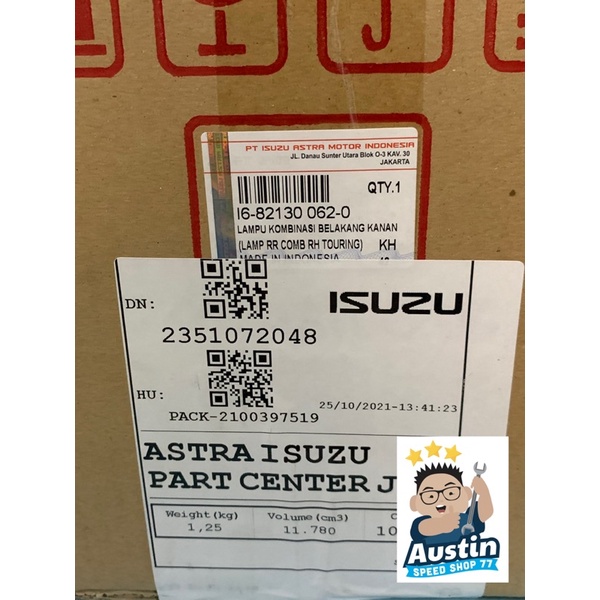 PT ISUZU ASTRA MOTOR INDONESIA
JL. Danau Sunter Utara Blok O-3 KAV. 30
JAKARTA
QTY.1
I6-82130 062-0
LAMPU KOMBINASI BELAKANG KANAN
(LAMP RR COMB RH TOURING) KH
MADE IN INDONESIA
DN:
ISUZU
2351072048
HU:
25/10/2021-13:41:23
PACK-2100397519
ASTRA ISUZU
PART CENTER J
Weight(kg) Volume(cm3)
1,25 11.780 10
Austin
SPEED SHOP 77